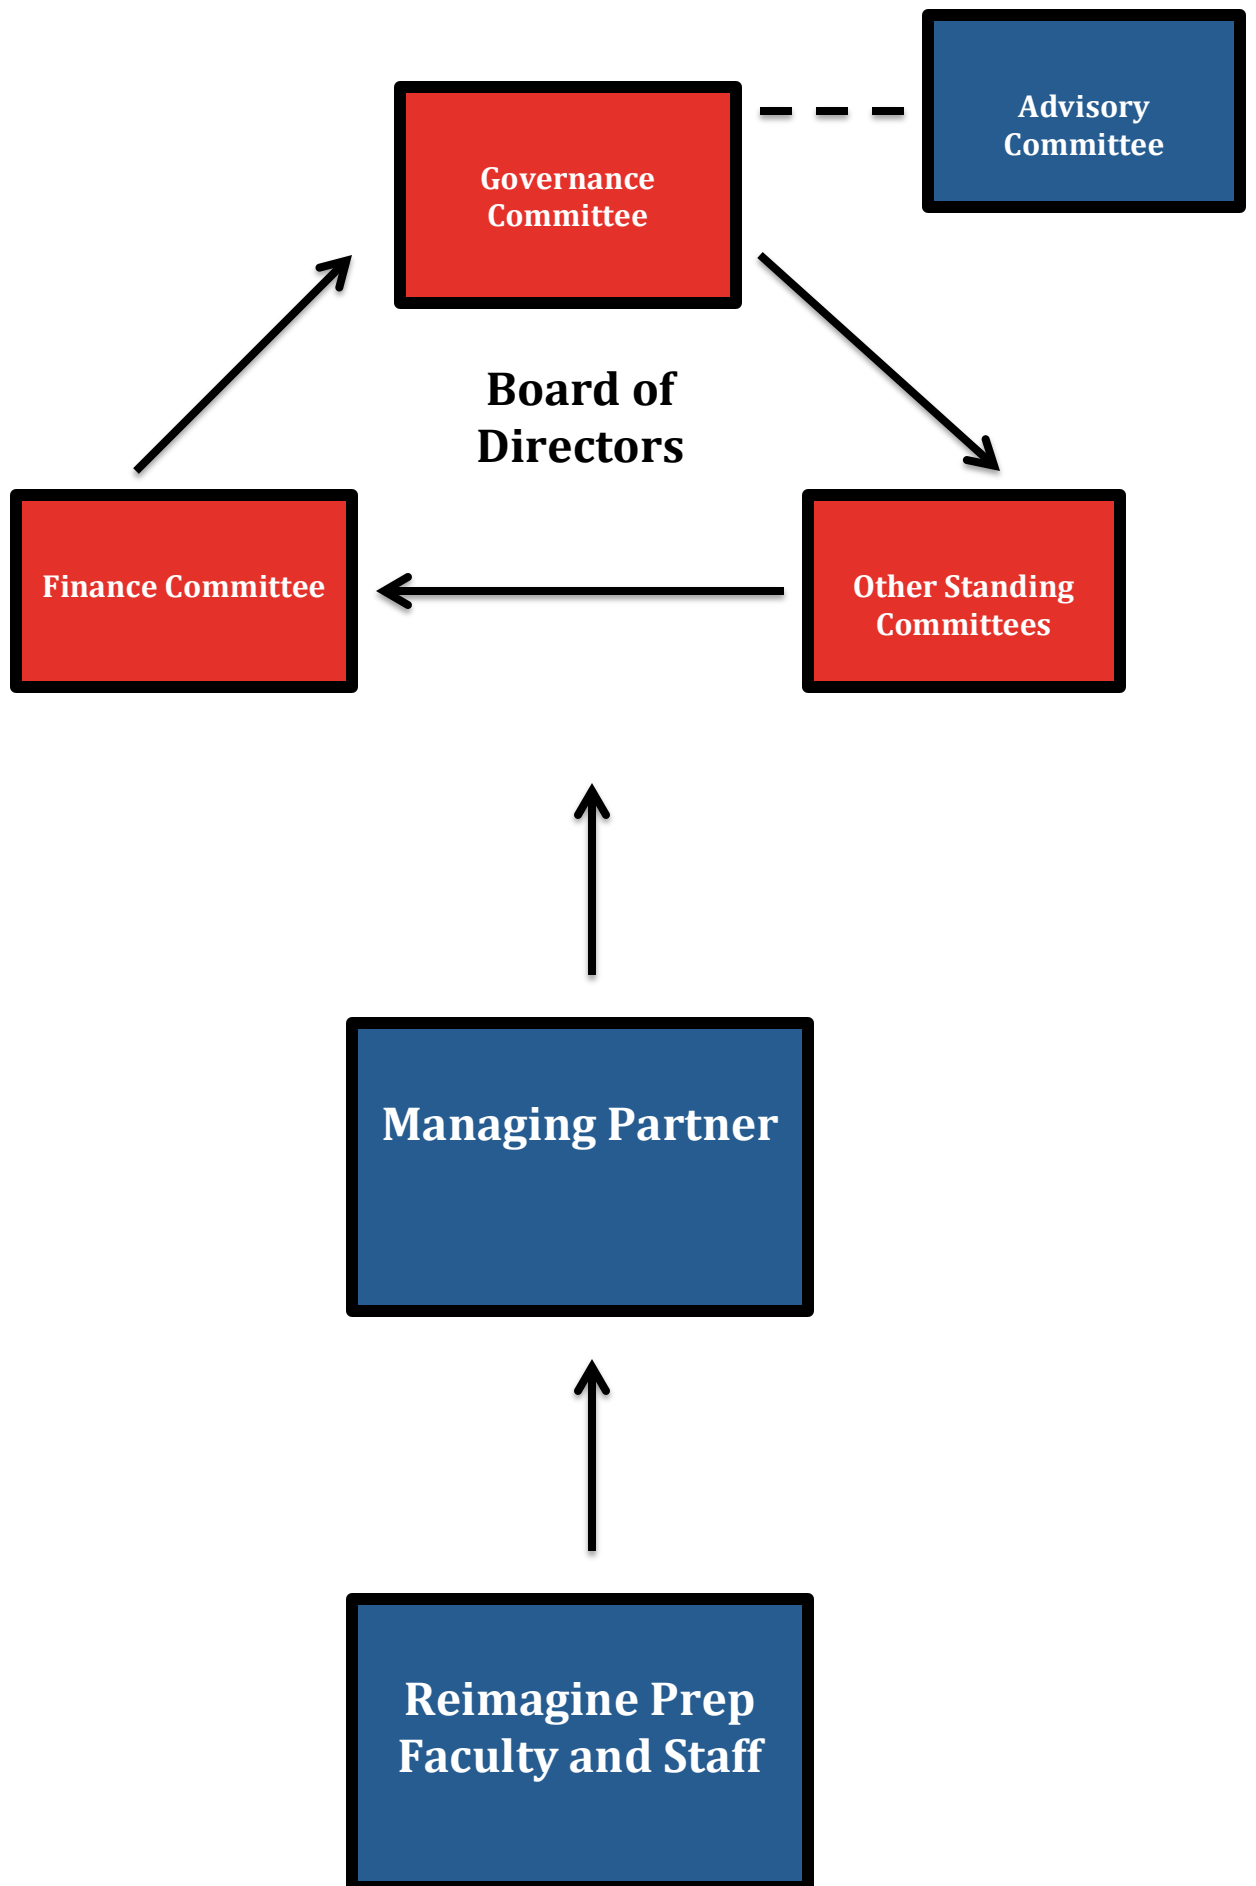 Advisory
Committee
Governance
Committee
Board of
Directors
Finance Committee
Other Standing
Committees
Managing Partner
Reimagine Prep
Faculty and Staff